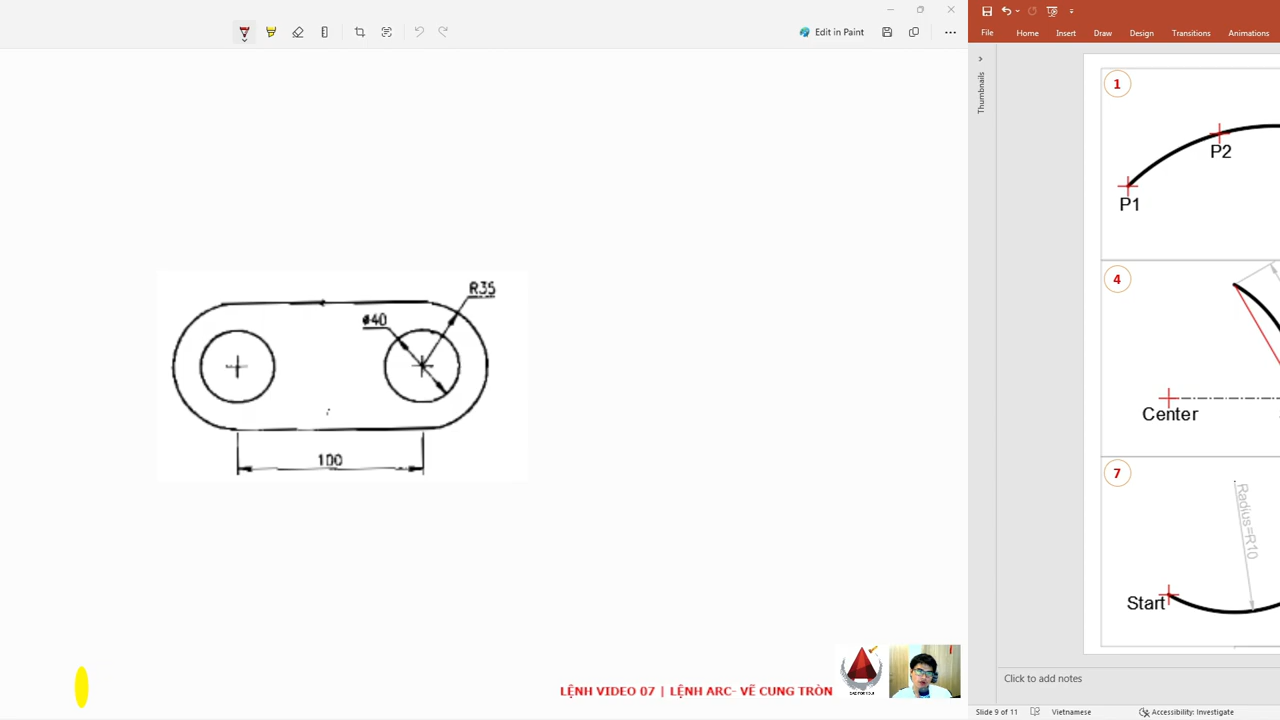 Edit in Paint
File Home Insert Draw Design Transitions Animations
Thumbnails
1
P2
P1
R35
ø40
100
4
Center
7
Radius=R10
Start
LỆNH VIDEO 07 | LỆNH ARC- VẼ CUNG TRÒN
Click to add notes
Slide 9 of 11 Vietnamese Accessibility: Investigate